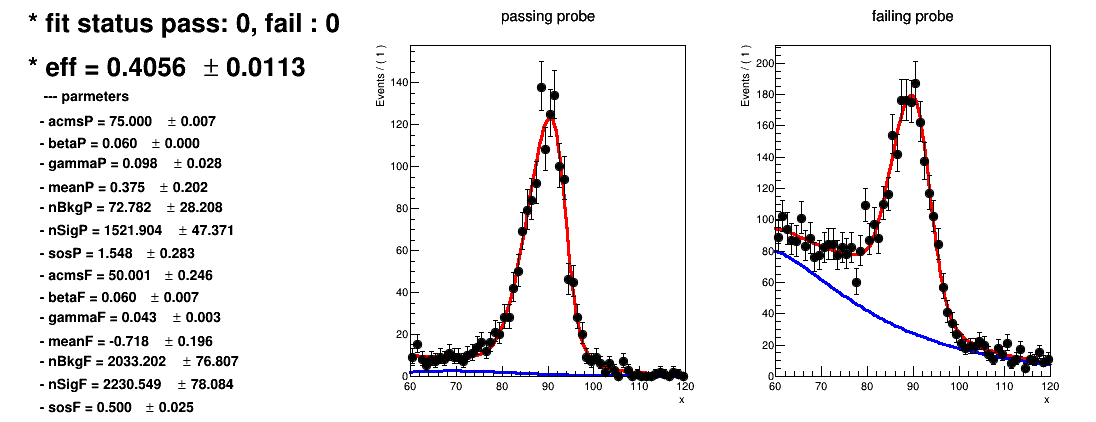 * fit status pass: 0, fail : 0
* eff = 0.4056 ± 0.0113
--- parmeters
- acmsP = 75.000 ± 0.007
- betaP = 0.060 ± 0.000
- gammaP = 0.098 ± 0.028
- meanP = 0.375 ± 0.202
- nBkgP = 72.782 ± 28.208
- nSigP = 1521.904 ± 47.371
- sosP = 1.548 ± 0.283
- acmsF = 50.001 ± 0.246
- betaF = 0.060 ± 0.007
- gammaF = 0.043 ± 0.003
- meanF = -0.718 ± 0.196
- nBkgF = 2033.202 ± 76.807
- nSigF = 2230.549 ± 78.084
- sosF = 0.500 ± 0.025
passing probe
Events / ( 1 )
140
120
100
80
60
40
20
0
60 70 80 90 100 110 120
x
failing probe
Events / ( 1 )
200
180
160
140
120
100
80
60
40
20
0
60 70 80 90 100 110 120
x